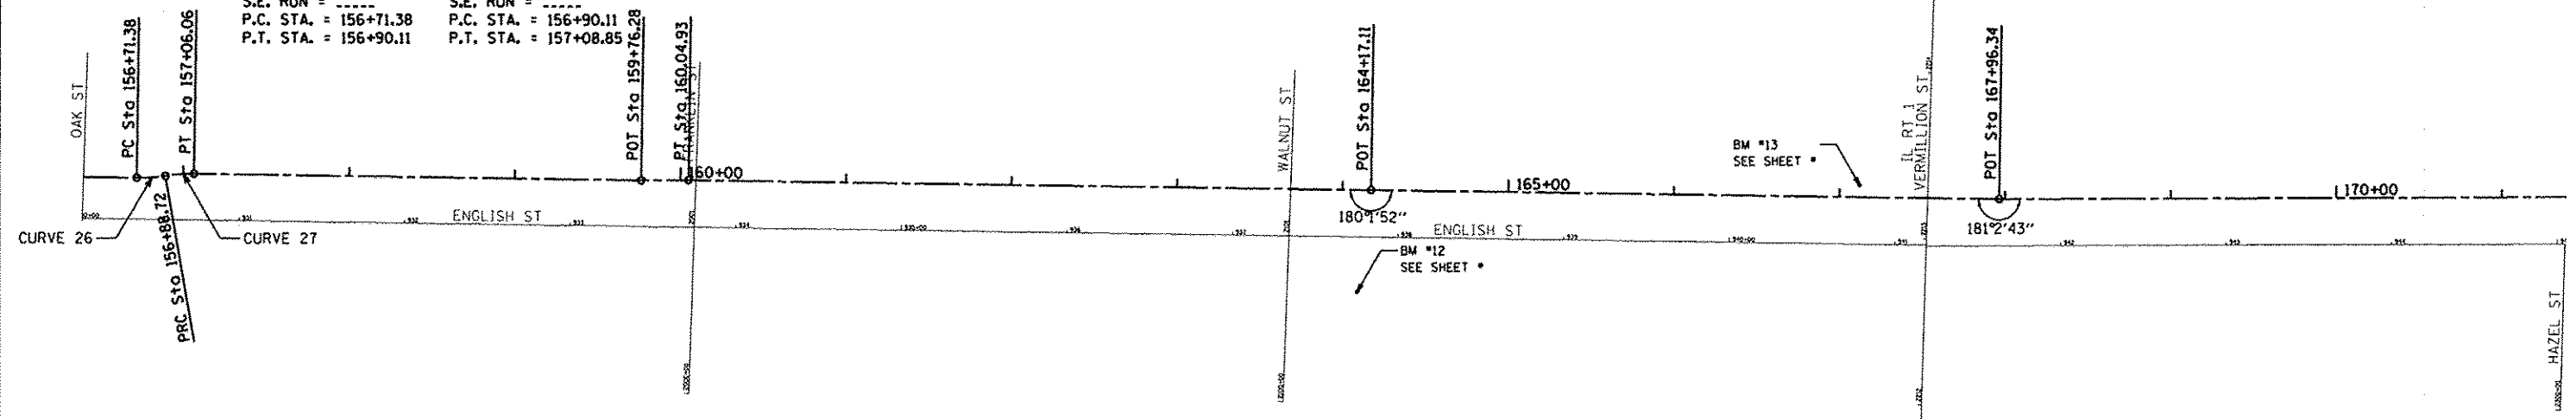 S.E. RUN = _____ S.E. RUN = _____
P.C. STA. = 156+71.38 P.C. STA. = 156+90.11
P.T. STA. = 156+90.11 P.T. STA. = 157+08.85
OAK ST
PC Sta 156+71.38
PT Sta 157+06.06
POT Sta 159+76.28
PT Sta 160.04.93
FRANKLIN ST
WALNUT ST
POT Sta 164+17.11
IL RT 1
VERMILLION ST
POT Sta 167+96.34
BM #13
SEE SHEET *
160+00
165+00
170+00
180°1'52"
181°2'43"
CURVE 26
PRC Sta 156+88.72
CURVE 27
ENGLISH ST
ENGLISH ST
BM #12
SEE SHEET *
HAZEL ST